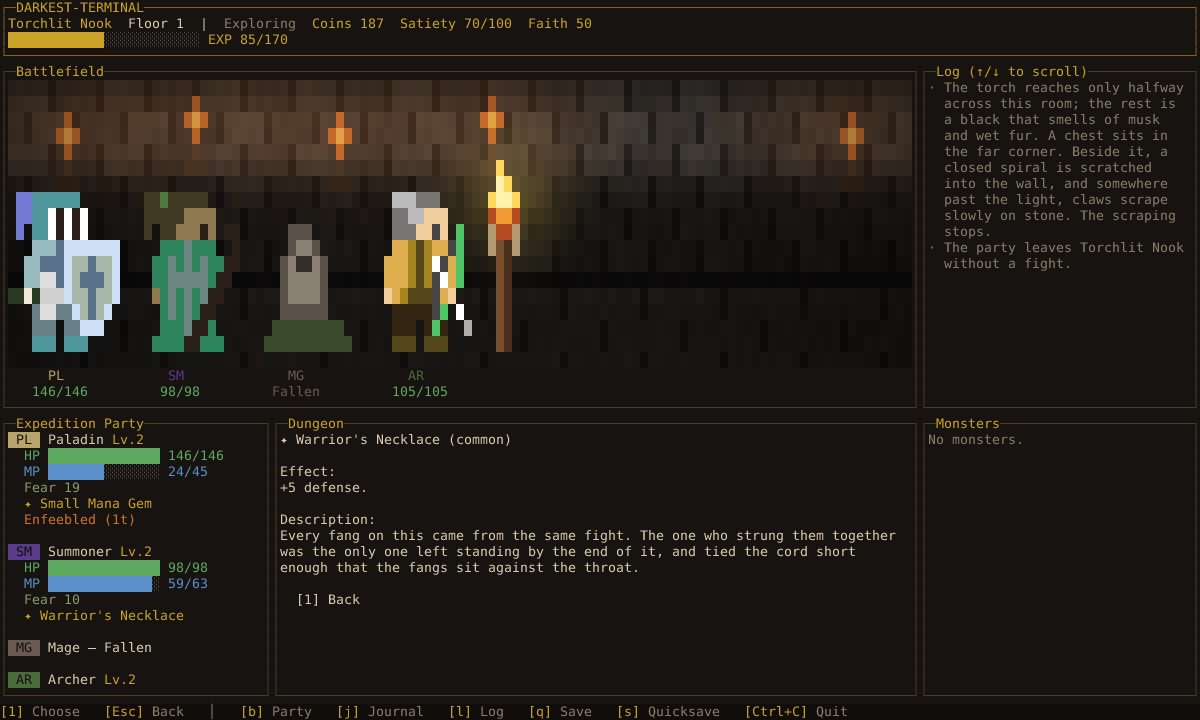 DARKEST-TERMINAL
Torchlit Nook  Floor 1  |  Exploring  Coins 187  Satiety 70/100  Faith 50
EXP 85/170
Battlefield
PL SM MG AR
146/146 98/98 Fallen 105/105
Log (↑/↓ to scroll)
· The torch reaches only halfway
across this room; the rest is
a black that smells of musk
and wet fur. A chest sits in
the far corner. Beside it, a
closed spiral is scratched
into the wall, and somewhere
past the light, claws scrape
slowly on stone. The scraping
stops.
· The party leaves Torchlit Nook
without a fight.
Expedition Party
PL Paladin Lv.2
HP 146/146
MP 24/45
Fear 19
✦ Small Mana Gem
Enfeebled (1t)
SM Summoner Lv.2
HP 98/98
MP 59/63
Fear 10
✦ Warrior's Necklace
MG Mage — Fallen
AR Archer Lv.2
Dungeon
✦ Warrior's Necklace (common)
Effect:
+5 defense.
Description:
Every fang on this came from the same fight. The one who strung them together
was the only one left standing by the end of it, and tied the cord short
enough that the fangs sit against the throat.
[1] Back
Monsters
No monsters.
[1] Choose  [Esc] Back  │  [b] Party  [j] Journal  [l] Log  [q] Save  [s] Quicksave  [Ctrl+C] Quit